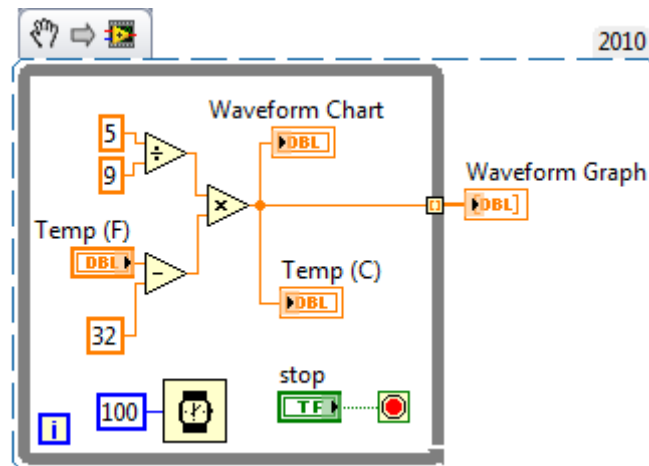 2010
Waveform Chart
DBL
5
÷
9
×
Waveform Graph
[DBL]
Temp (F)
DBL
-
Temp (C)
DBL
32
stop
TF
100
i